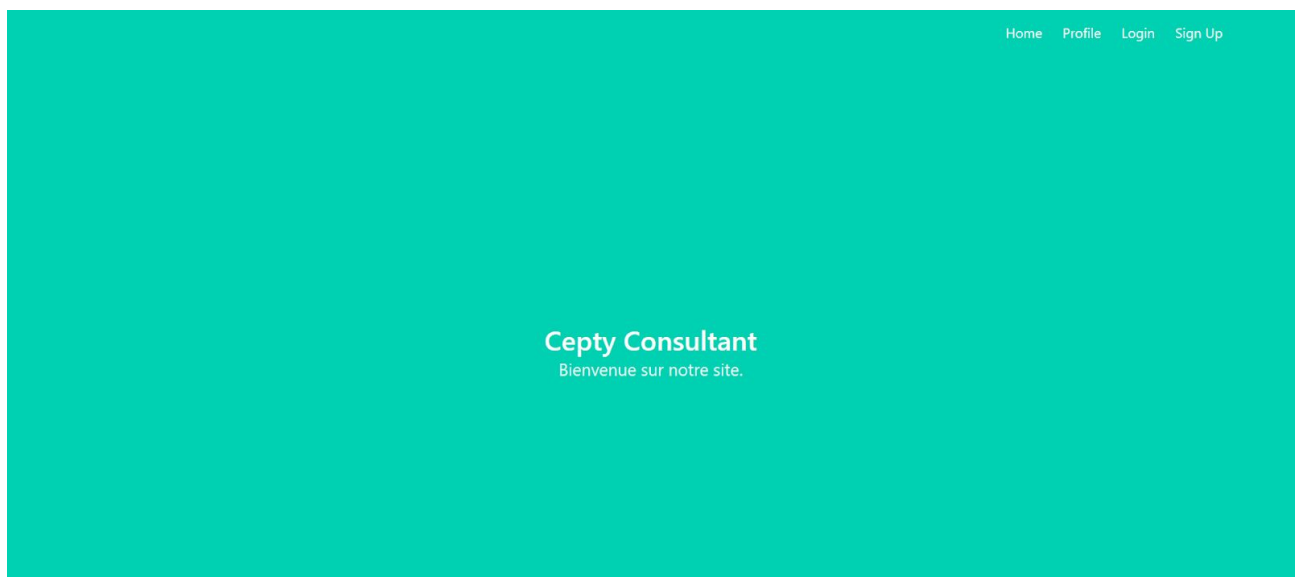 Home Profile Login Sign Up
Cepty Consultant
Bienvenue sur notre site.